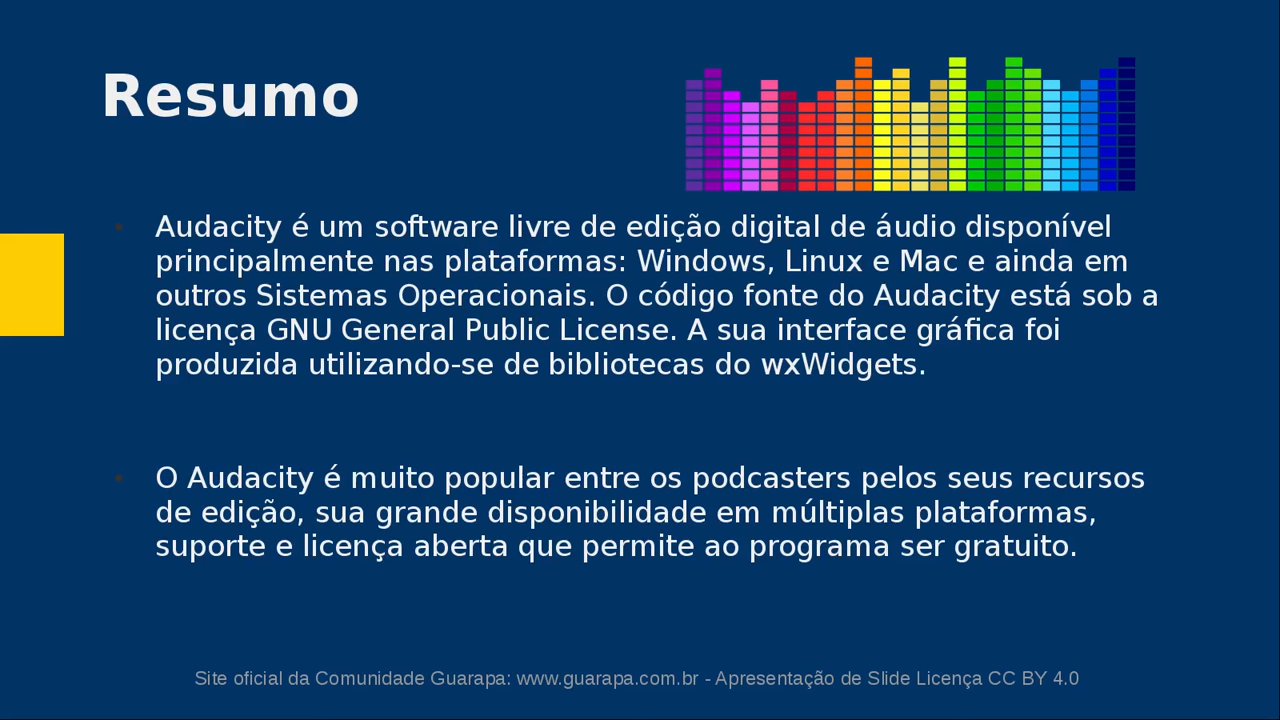 Resumo
Audacity é um software livre de edição digital de áudio disponível
principalmente nas plataformas: Windows, Linux e Mac e ainda em
outros Sistemas Operacionais. O código fonte do Audacity está sob a
licença GNU General Public License. A sua interface gráfica foi
produzida utilizando-se de bibliotecas do wxWidgets.
O Audacity é muito popular entre os podcasters pelos seus recursos
de edição, sua grande disponibilidade em múltiplas plataformas,
suporte e licença aberta que permite ao programa ser gratuito.
Site oficial da Comunidade Guarapa: www.guarapa.com.br - Apresentação de Slide Licença CC BY 4.0